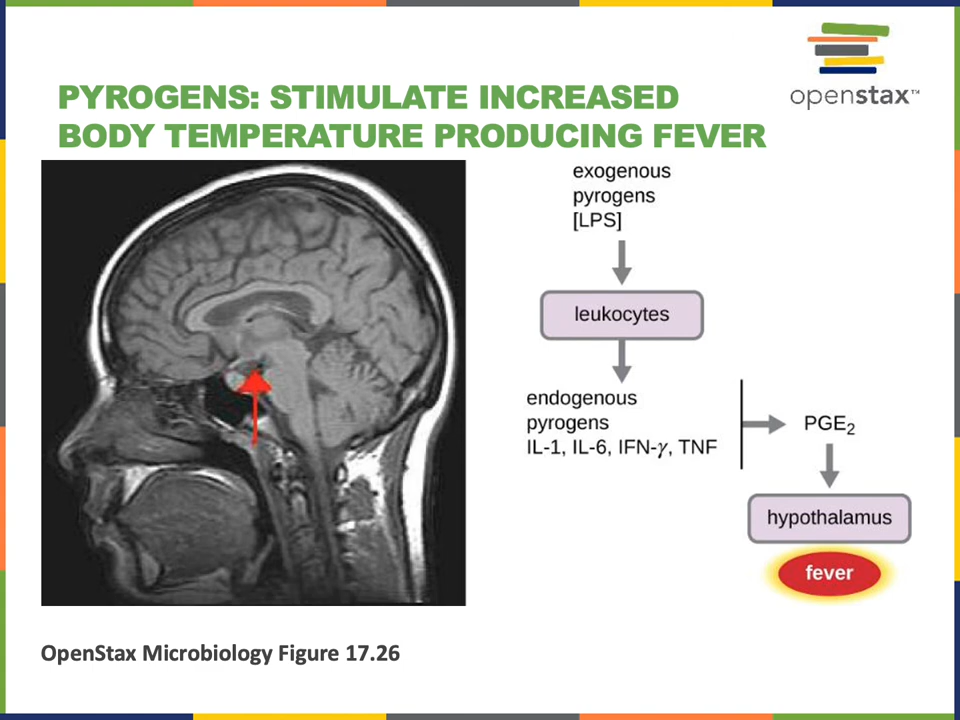 openstax™
PYROGENS: STIMULATE INCREASED
BODY TEMPERATURE PRODUCING FEVER
exogenous
pyrogens
[LPS]
leukocytes
endogenous
pyrogens
IL-1, IL-6, IFN-γ, TNF
PGE₂
hypothalamus
fever
OpenStax Microbiology Figure 17.26